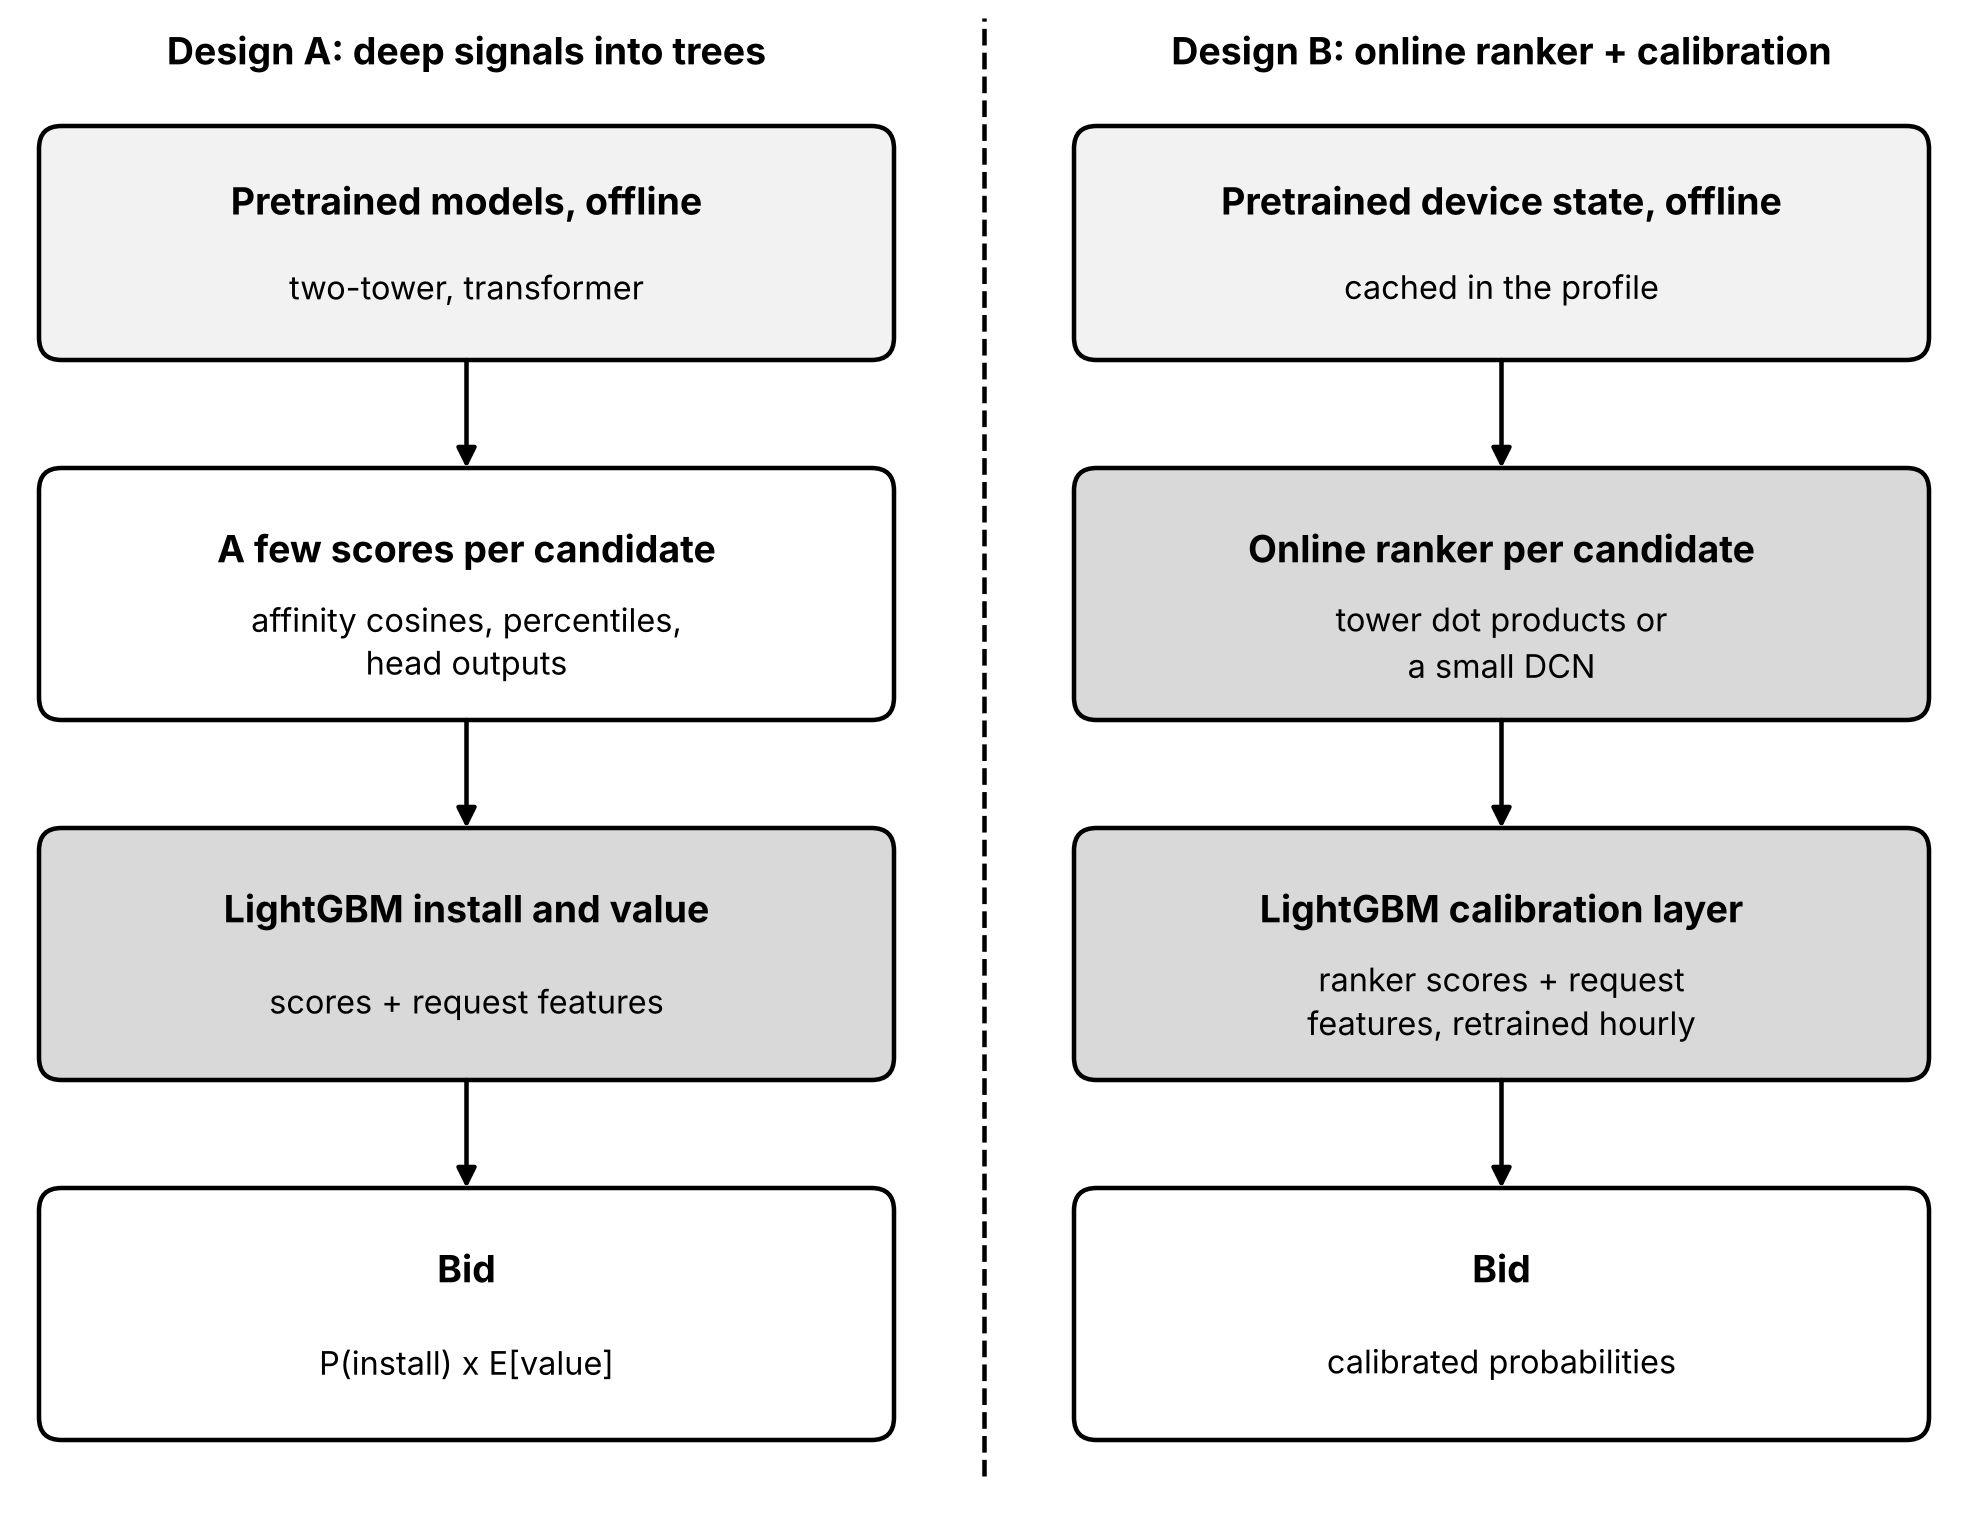 Design A: deep signals into trees
Pretrained models, offline
two-tower, transformer
A few scores per candidate
affinity cosines, percentiles,
head outputs
LightGBM install and value
scores + request features
Bid
P(install) x E[value]
Design B: online ranker + calibration
Pretrained device state, offline
cached in the profile
Online ranker per candidate
tower dot products or
a small DCN
LightGBM calibration layer
ranker scores + request
features, retrained hourly
Bid
calibrated probabilities